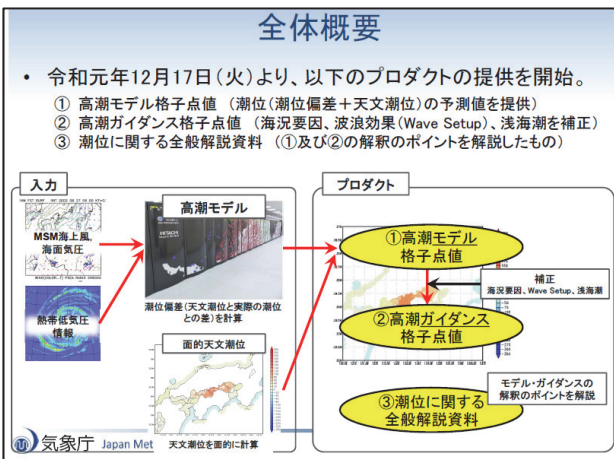 全体概要
• 令和元年12月17日(火)より、以下のプロダクトの提供を開始。
① 高潮モデル格子点値 (潮位(潮位偏差+天文潮位)の予測値を提供)
② 高潮ガイダンス格子点値 (海況要因、波浪効果(Wave Setup)、浅海潮を補正)
③ 潮位に関する全般解説資料 (①及び②の解釈のポイントを解説したもの)
入力
MSM海上風,
海面気圧
熱帯低気圧
情報
高潮モデル
HITACHI
潮位偏差(天文潮位と実際の潮位
との差)を計算
面的天文潮位
天文潮位を面的に計算
プロダクト
①高潮モデル
格子点値
補正
海況要因、Wave Setup、浅海潮
②高潮ガイダンス
格子点値
モデル・ガイダンスの
解釈のポイントを解説
③潮位に関する
全般解説資料
気象庁 Japan Met